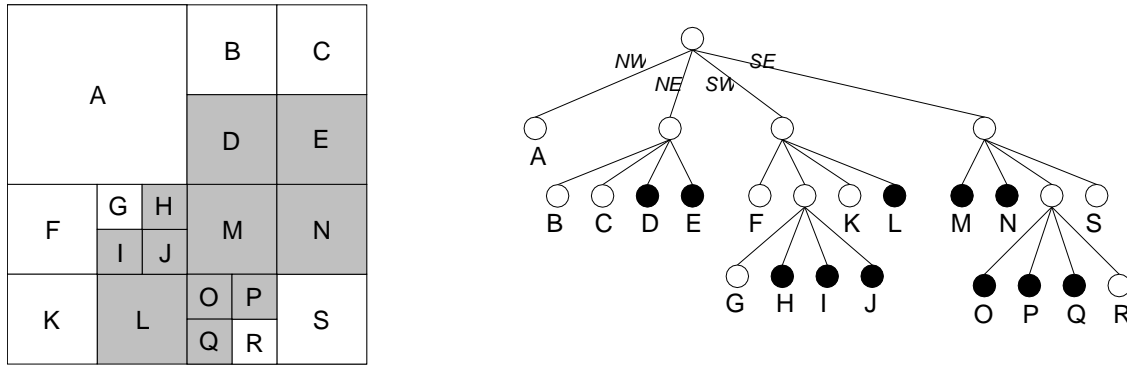 B C
A
D E
G H
F M N
I J
O P
K L S
Q R
NW SE
NE SW
A
B C D E F K L M N S
G H I J O P Q R